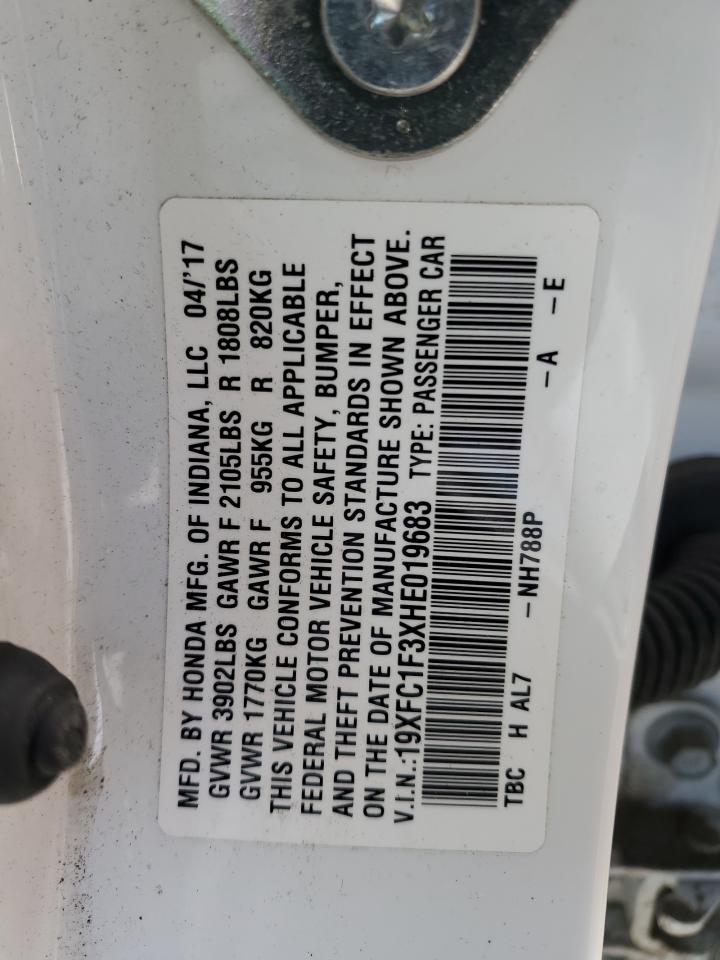 MFD. BY HONDA MFG. OF INDIANA, LLC 04/'17
GVWR 3902LBS GAWR F 2105LBS R 1808LBS
GVWR 1770KG GAWR F 955KG R 820KG
THIS VEHICLE CONFORMS TO ALL APPLICABLE
FEDERAL MOTOR VEHICLE SAFETY, BUMPER,
AND THEFT PREVENTION STANDARDS IN EFFECT
ON THE DATE OF MANUFACTURE SHOWN ABOVE.
V.I.N.:19XFC1F3XHE019683 TYPE: PASSENGER CAR
TBC H AL7 -NH788P -A -E